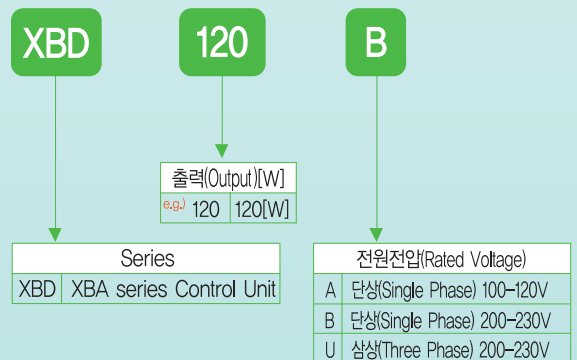 XBD 120 B
출력(Output)[W]
e.g.) 120 120[W]
Series
XBD XBA series Control Unit
전원전압(Rated Voltage)
A 단상(Single Phase) 100-120V
B 단상(Single Phase) 200-230V
U 삼상(Three Phase) 200-230V